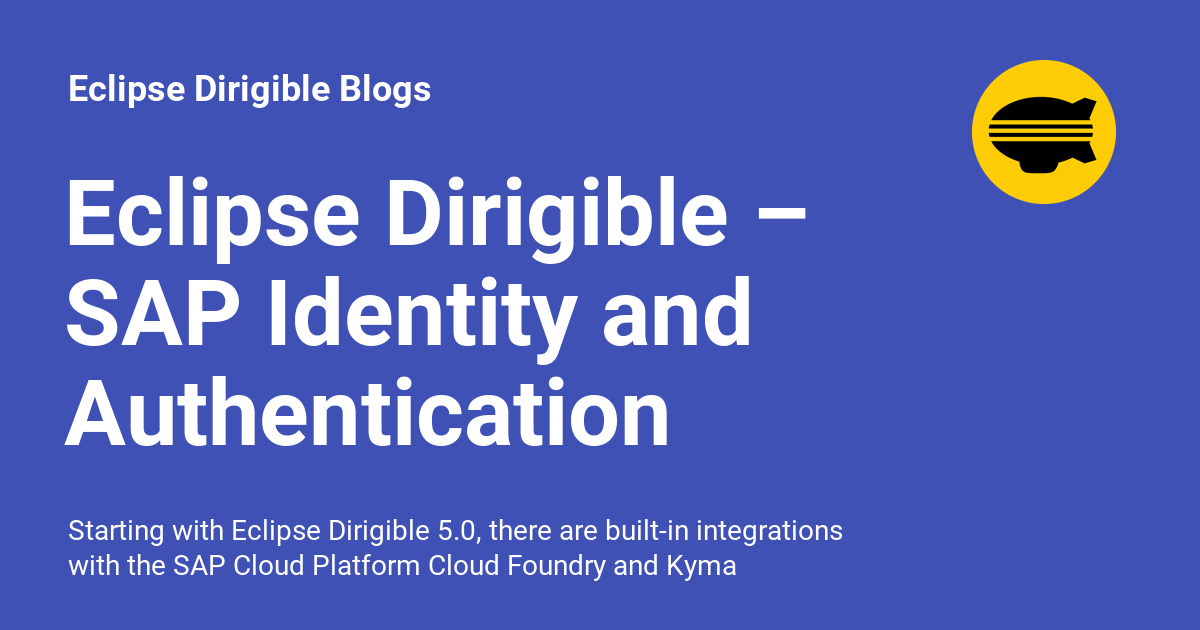 Eclipse Dirigible Blogs
Eclipse Dirigible –
SAP Identity and
Authentication
Starting with Eclipse Dirigible 5.0, there are built-in integrations
with the SAP Cloud Platform Cloud Foundry and Kyma